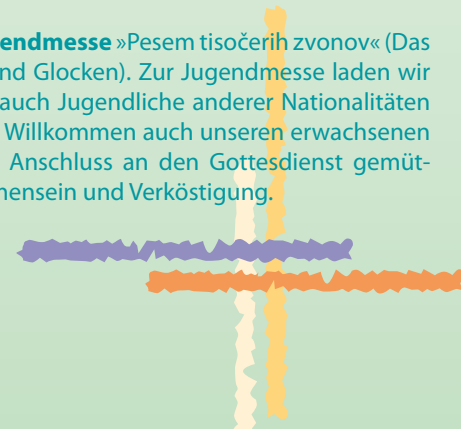 endmesse »Pesem tisočerih zvonov« (Das
nd Glocken). Zur Jugendmesse laden wir
auch Jugendliche anderer Nationalitäten
Willkommen auch unseren erwachsenen
Anschluss an den Gottesdienst gemüt-
nensein und Verköstigung.